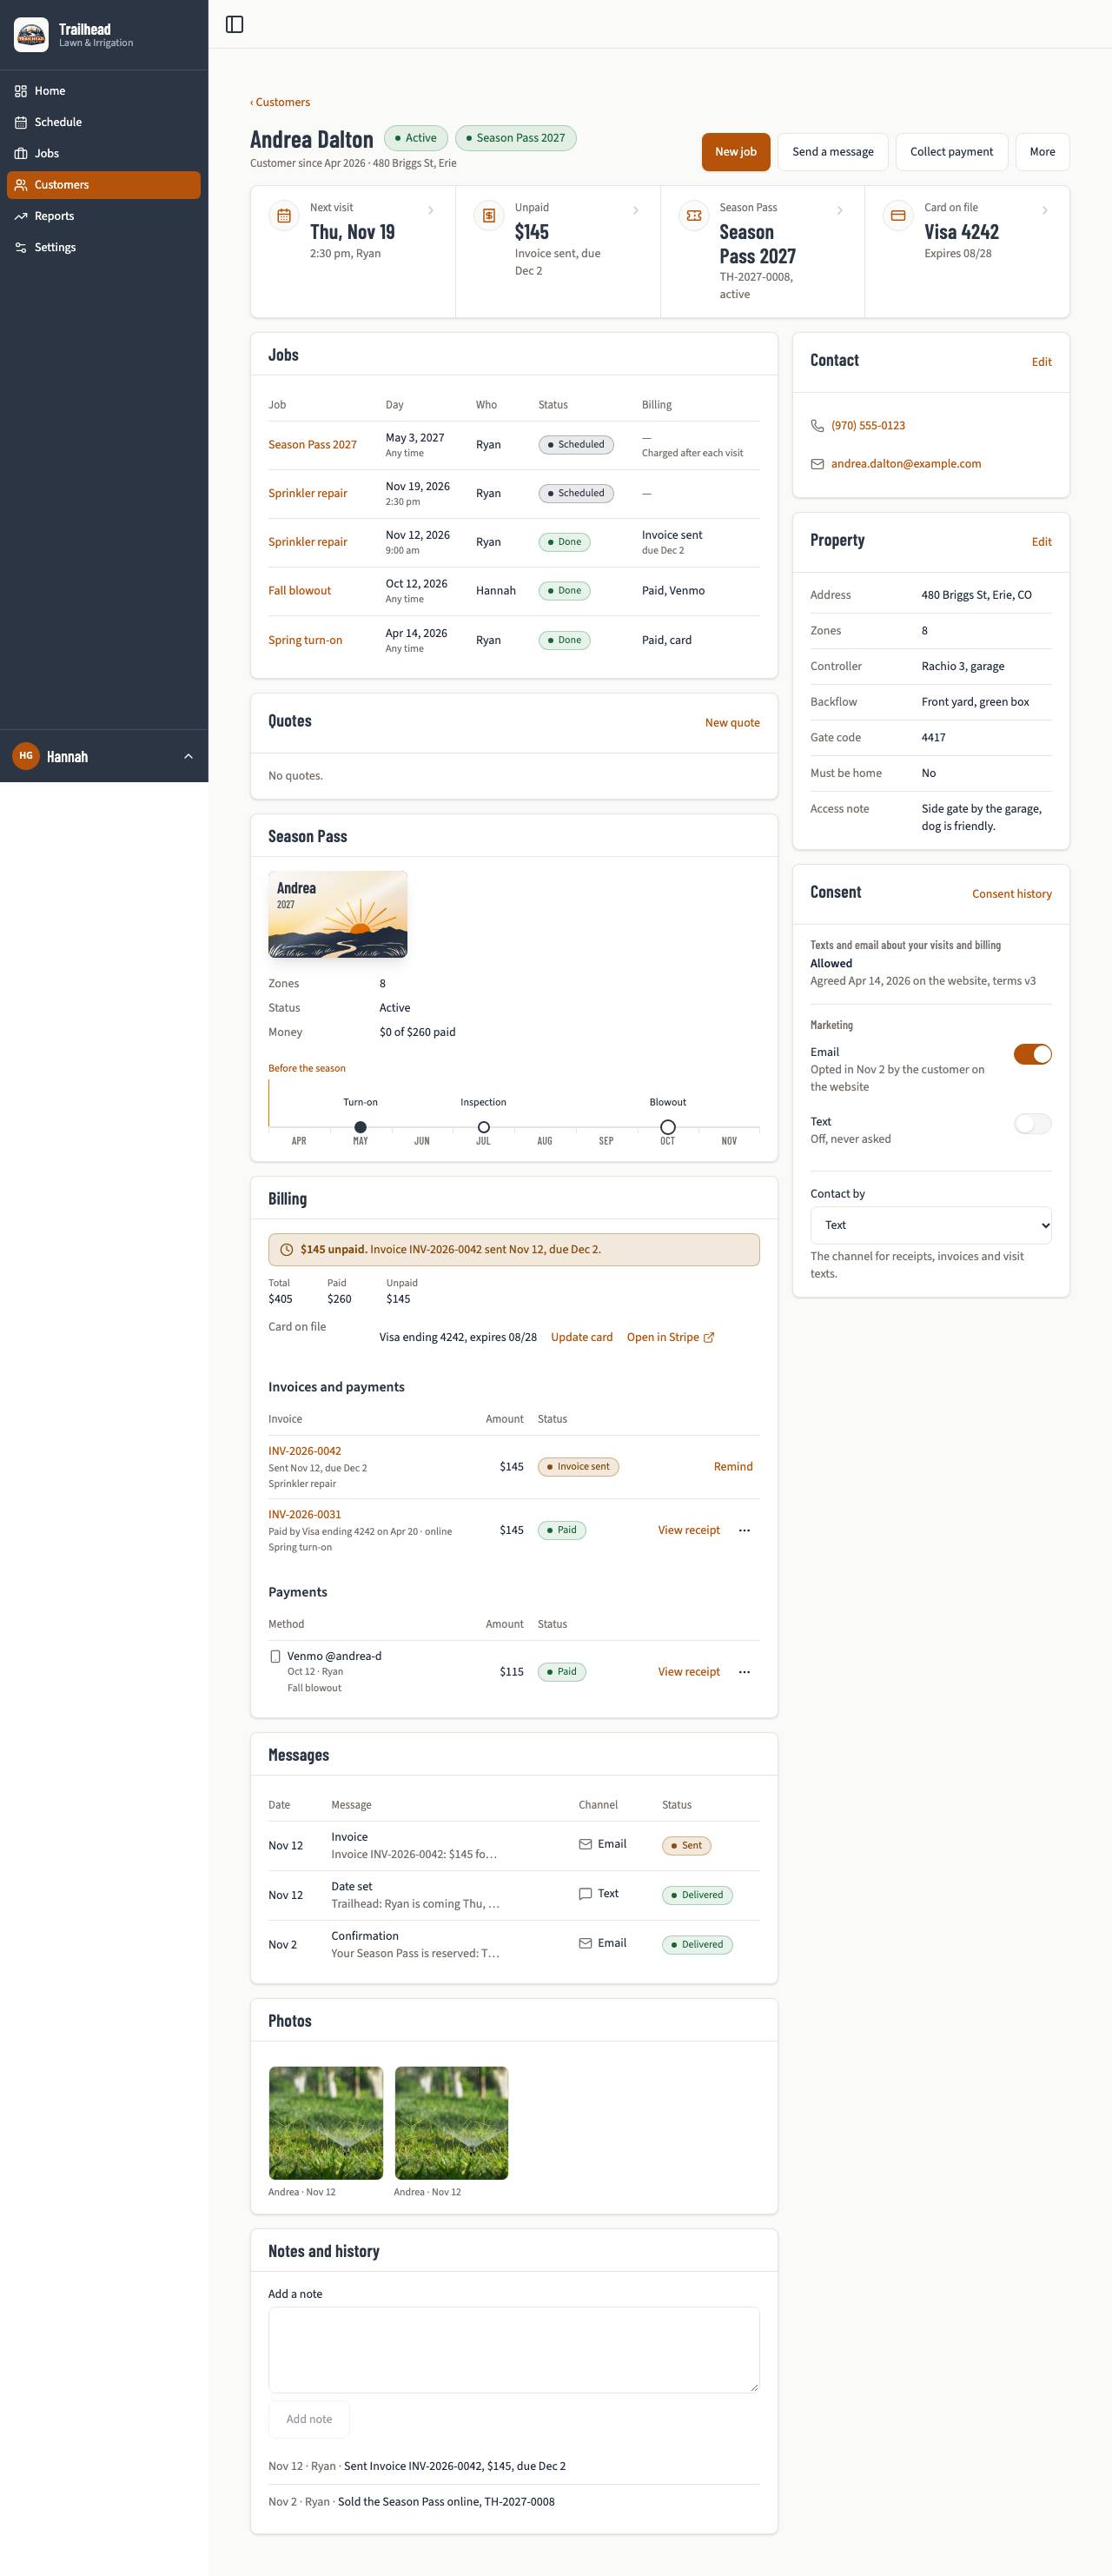 Trailhead
Lawn & Irrigation
Home
Schedule
Jobs
Customers
Reports
Settings
HG
Hannah
‹ Customers
Andrea Dalton
Active
Season Pass 2027
Customer since Apr 2026 · 480 Briggs St, Erie
New job
Send a message
Collect payment
More
Next visit
Thu, Nov 19
2:30 pm, Ryan
Unpaid
$145
Invoice sent, due
Dec 2
Season Pass
Season
Pass 2027
TH-2027-0008,
active
Card on file
Visa 4242
Expires 08/28
Jobs
Job Day Who Status Billing
Season Pass 2027 May 3, 2027 Ryan Scheduled —
Any time Charged after each visit
Sprinkler repair Nov 19, 2026 Ryan Scheduled —
2:30 pm
Sprinkler repair Nov 12, 2026 Ryan Done Invoice sent
9:00 am due Dec 2
Fall blowout Oct 12, 2026 Hannah Done Paid, Venmo
Any time
Spring turn-on Apr 14, 2026 Ryan Done Paid, card
Any time
Quotes
New quote
No quotes.
Season Pass
Andrea
2027
Zones 8
Status Active
Money $0 of $260 paid
Before the season
Turn-on Inspection Blowout
APR MAY JUN JUL AUG SEP OCT NOV
Billing
$145 unpaid. Invoice INV-2026-0042 sent Nov 12, due Dec 2.
Total Paid Unpaid
$405 $260 $145
Card on file
Visa ending 4242, expires 08/28 Update card Open in Stripe
Invoices and payments
Invoice Amount Status
INV-2026-0042
Sent Nov 12, due Dec 2 $145 Invoice sent Remind
Sprinkler repair
INV-2026-0031
Paid by Visa ending 4242 on Apr 20 · online $145 Paid View receipt ···
Spring turn-on
Payments
Method Amount Status
Venmo @andrea-d
Oct 12 · Ryan $115 Paid View receipt ···
Fall blowout
Messages
Date Message Channel Status
Nov 12 Invoice Email Sent
Invoice INV-2026-0042: $145 fo…
Nov 12 Date set Text Delivered
Trailhead: Ryan is coming Thu, …
Nov 2 Confirmation Email Delivered
Your Season Pass is reserved: T…
Photos
Andrea · Nov 12
Andrea · Nov 12
Notes and history
Add a note
Add note
Nov 12 · Ryan · Sent Invoice INV-2026-0042, $145, due Dec 2
Nov 2 · Ryan · Sold the Season Pass online, TH-2027-0008
Contact
Edit
(970) 555-0123
andrea.dalton@example.com
Property
Edit
Address 480 Briggs St, Erie, CO
Zones 8
Controller Rachio 3, garage
Backflow Front yard, green box
Gate code 4417
Must be home No
Access note Side gate by the garage,
dog is friendly.
Consent
Consent history
Texts and email about your visits and billing
Allowed
Agreed Apr 14, 2026 on the website, terms v3
Marketing
Email
Opted in Nov 2 by the customer on
the website
Text
Off, never asked
Contact by
Text
The channel for receipts, invoices and visit
texts.